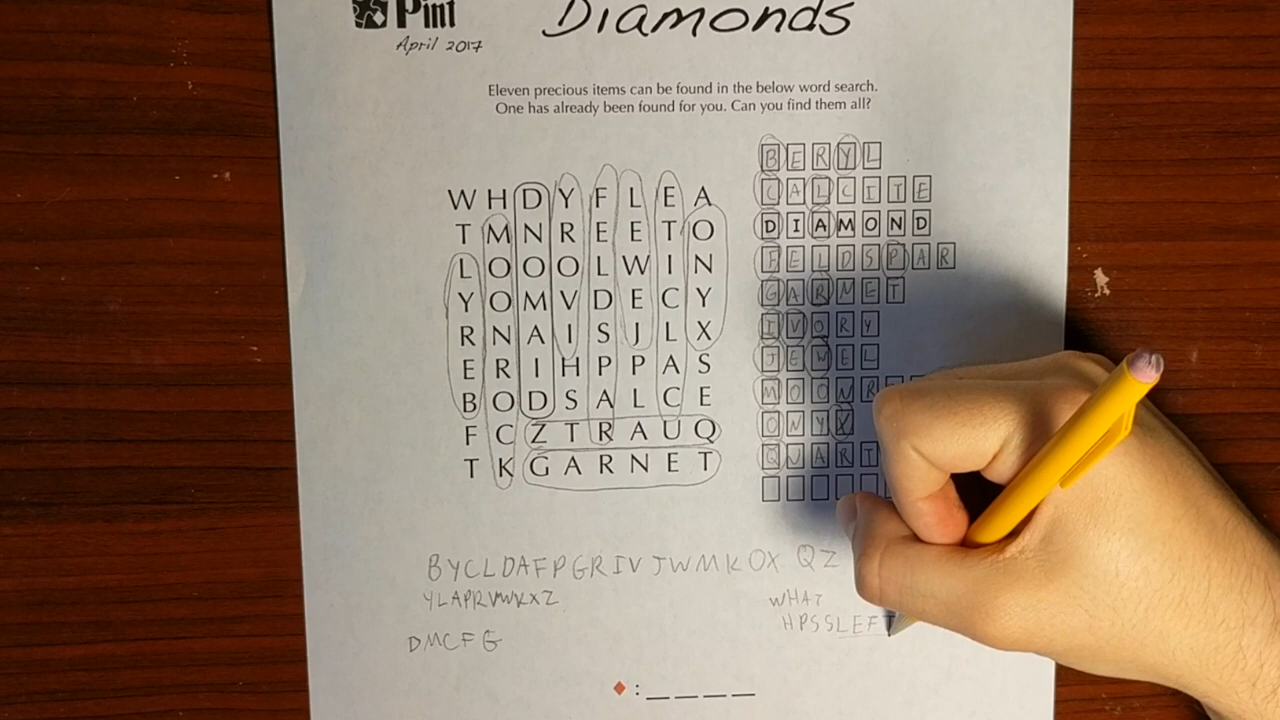 Pint
Diamonds
April 2017
Eleven precious items can be found in the below word search.
One has already been found for you. Can you find them all?
W H D Y F L E A
T M N R E E T O
L O O O L W I N
Y O M V D E C Y
R N A I S J L X
E R I H P P A S
B O D S A L C E
F C Z T R A U Q
T K G A R N E T
BERYL
CALCITE
DIAMOND
FELDSPAR
GARNET
IVORY
JEWEL
MOONR
ONYX
QUART
BYCLDAFPGRIVJWMKOX QZ
YLAPRVWKXZ
WHAT
HPSSLEFT
DMCFG
: _ _ _ _